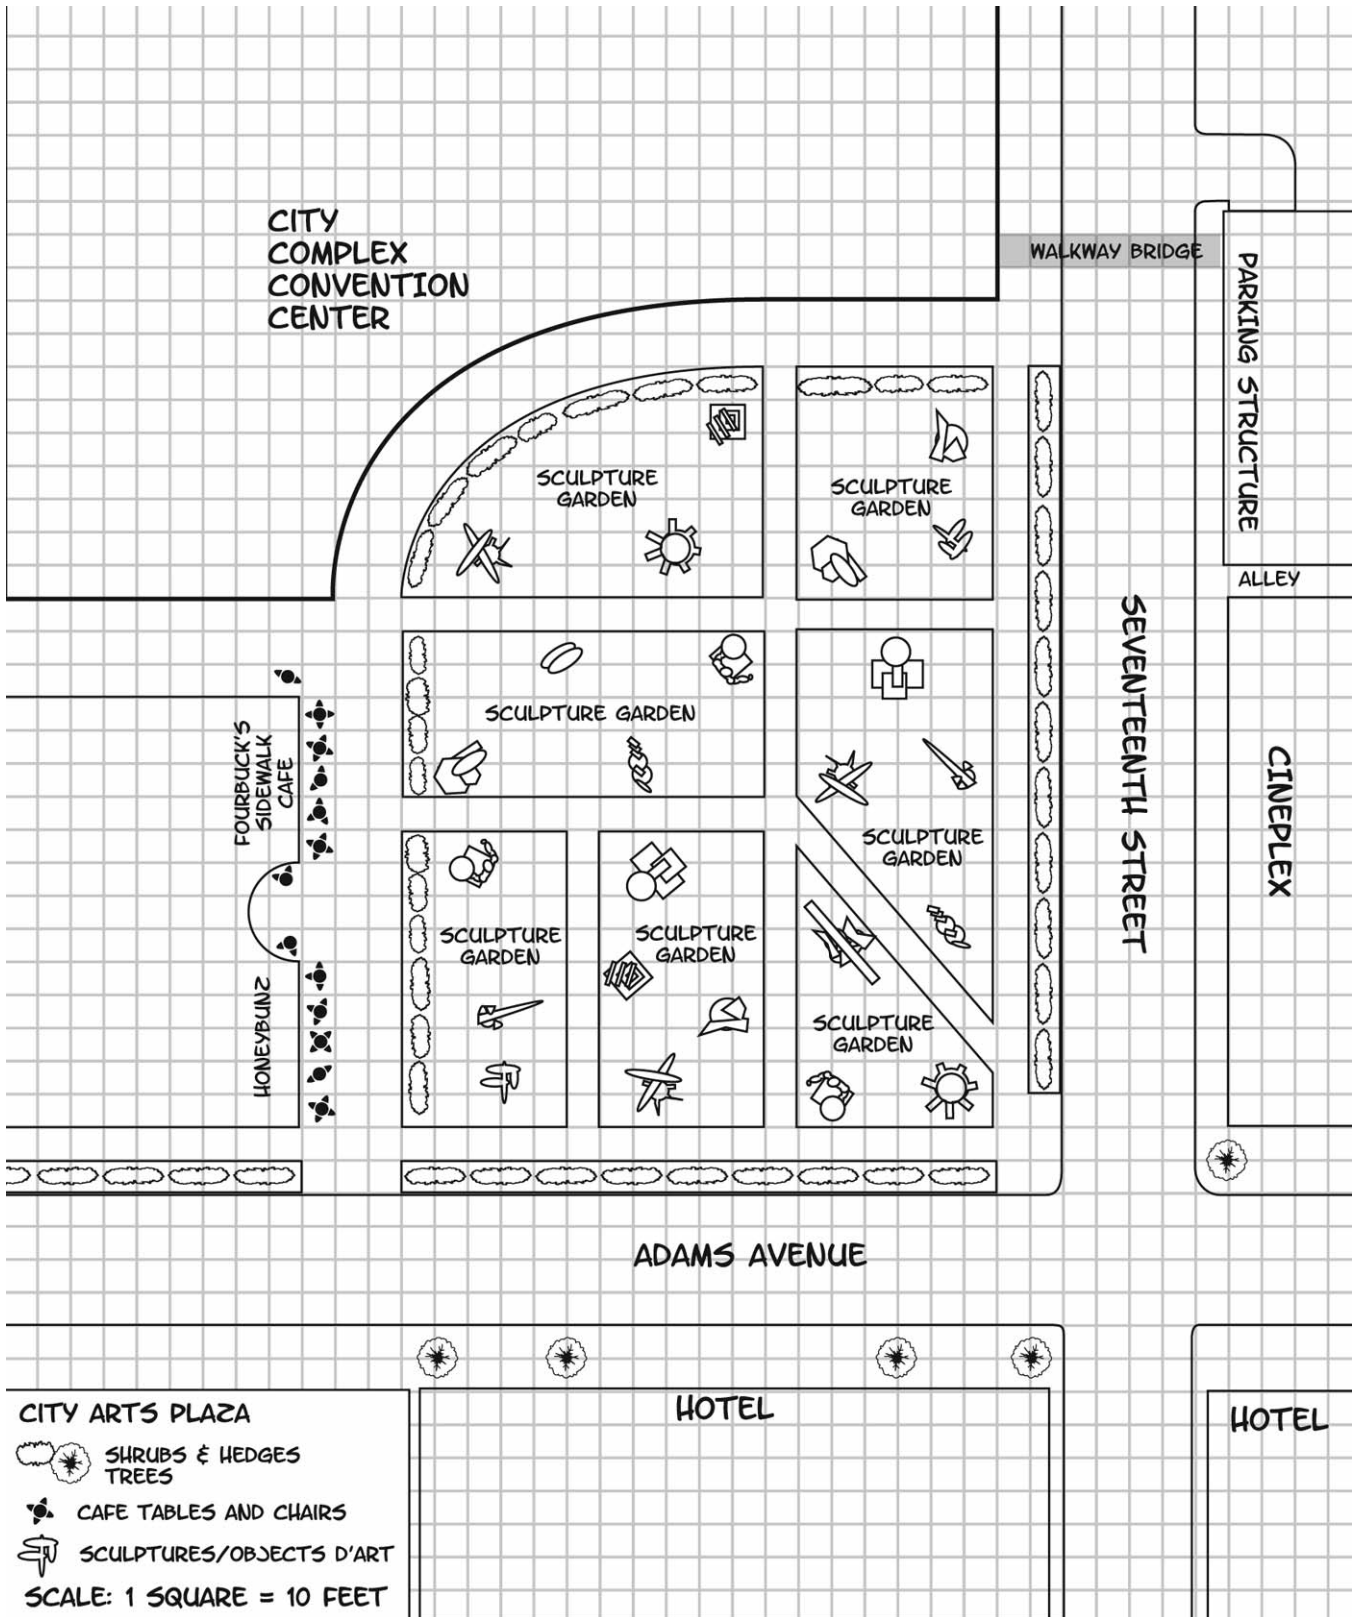 CITY
COMPLEX
CONVENTION
CENTER
WALKWAY BRIDGE
PARKING STRUCTURE
SCULPTURE
GARDEN
SCULPTURE
GARDEN
ALLEY
SEVENTEENTH STREET
SCULPTURE GARDEN
FOURBUCK'S
SIDEWALK
CAFE
CINEPLEX
SCULPTURE
GARDEN
SCULPTURE
GARDEN
SCULPTURE
GARDEN
HONEYBUNZ
SCULPTURE
GARDEN
ADAMS AVENUE
HOTEL
HOTEL
CITY ARTS PLAZA
SHRUBS & HEDGES
TREES
CAFE TABLES AND CHAIRS
SCULPTURES/OBJECTS D'ART
SCALE: 1 SQUARE = 10 FEET